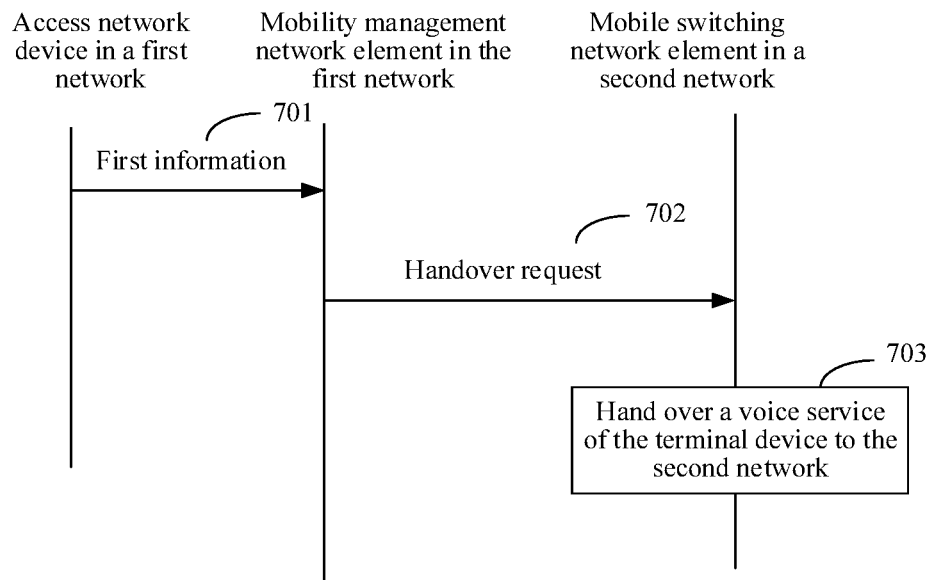 Access network
device in a first
network
Mobility management
network element in the
first network
Mobile switching
network element in a
second network
701
First information
702
Handover request
703
Hand over a voice service
of the terminal device to the
second network